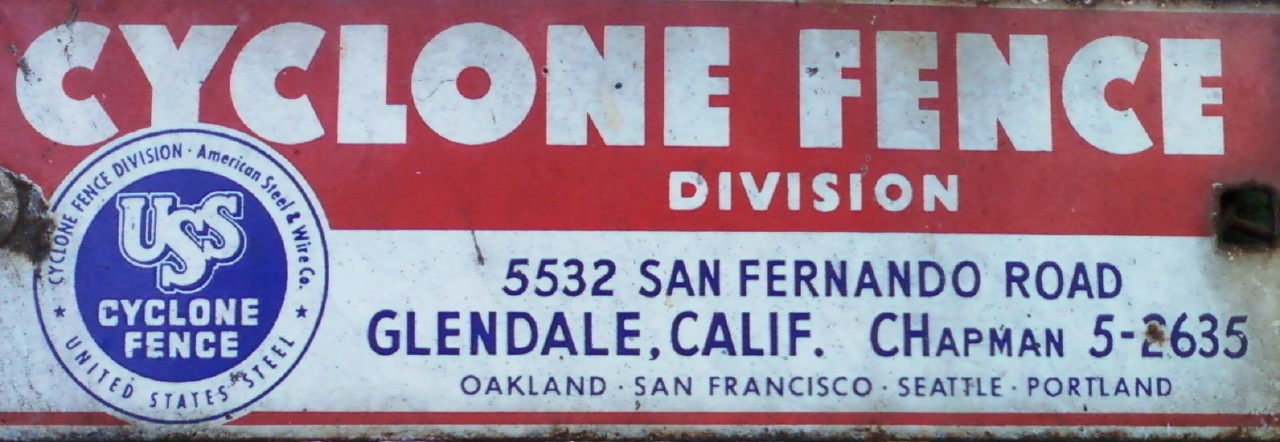 CYCLONE FENCE
DIVISION
CYCLONE FENCE DIVISION · American Steel & Wire Co.
USS
CYCLONE
FENCE
★ UNITED STATES STEEL ★
5532 SAN FERNANDO ROAD
GLENDALE, CALIF. CHAPMAN 5-2635
OAKLAND · SAN FRANCISCO · SEATTLE · PORTLAND